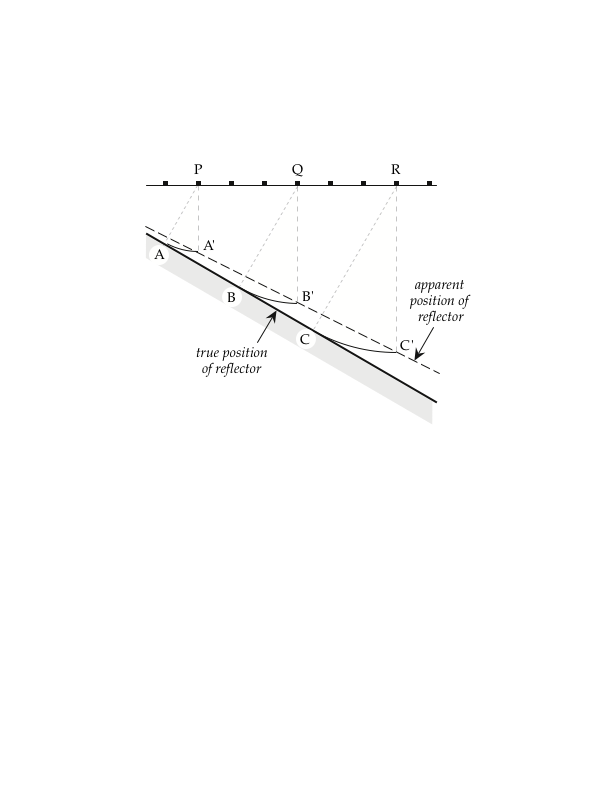 P
Q
R
A
A'
B
B'
C
C'
apparent
position of
reflector
true position
of reflector